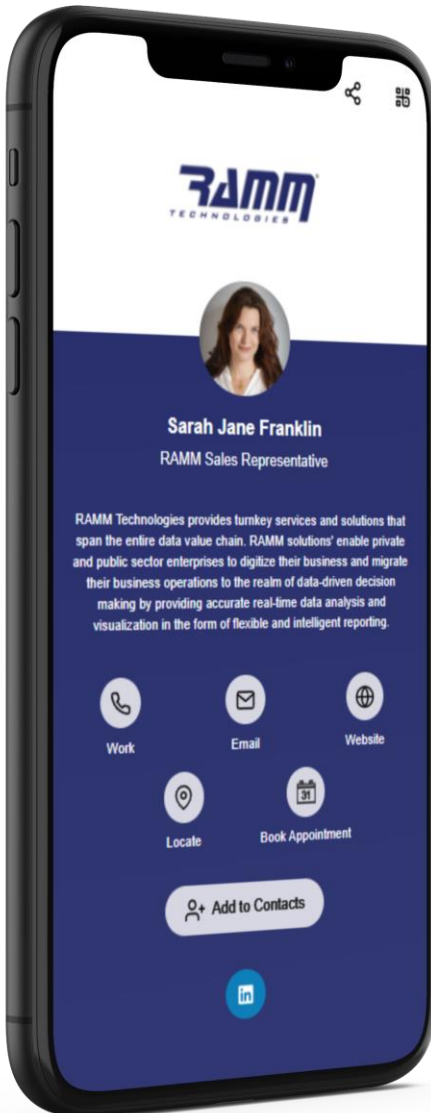 RAMM
TECHNOLOGIES
Sarah Jane Franklin
RAMM Sales Representative
RAMM Technologies provides turnkey services and solutions that
span the entire data value chain. RAMM solutions' enable private
and public sector enterprises to digitize their business and migrate
their business operations to the realm of data-driven decision
making by providing accurate real-time data analysis and
visualization in the form of flexible and intelligent reporting.
Work
Email
Website
Locate
31
Book Appointment
Add to Contacts
in